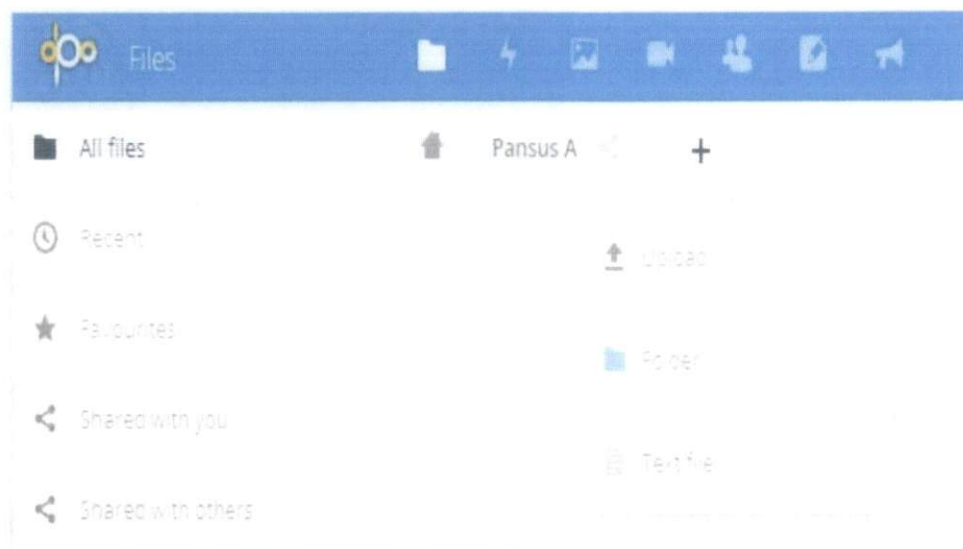 Files
All files
Pansus A
Recent
Upload
Favourites
Folder
Shared with you
Text file
Shared with others